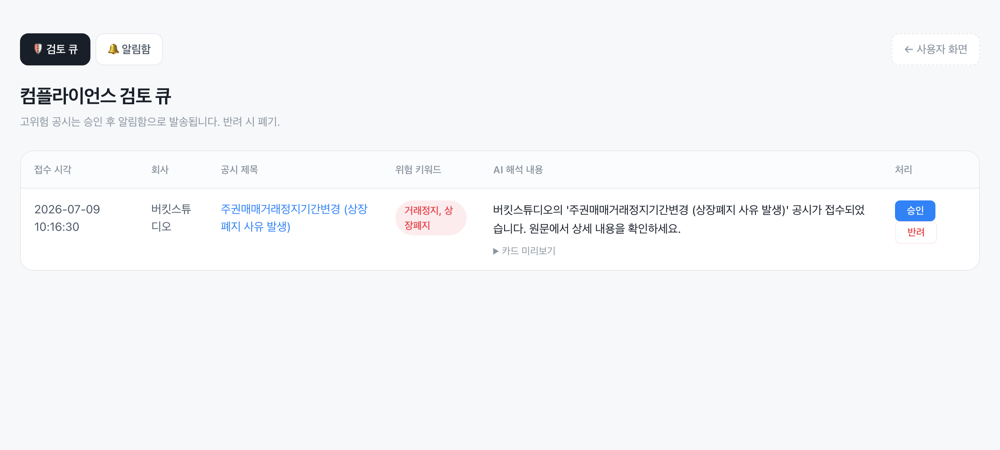 검토 큐
알림함
← 사용자 화면
컴플라이언스 검토 큐
고위험 공시는 승인 후 알림함으로 발송됩니다. 반려 시 폐기.
접수 시각
회사
공시 제목
위험 키워드
AI 해석 내용
처리
2026-07-09
10:16:30
버킷스튜
디오
주권매매거래정지기간변경 (상장
폐지 사유 발생)
거래정지, 상
장폐지
버킷스튜디오의 '주권매매거래정지기간변경 (상장폐지 사유 발생)' 공시가 접수되었
습니다. 원문에서 상세 내용을 확인하세요.
▶ 카드 미리보기
승인
반려